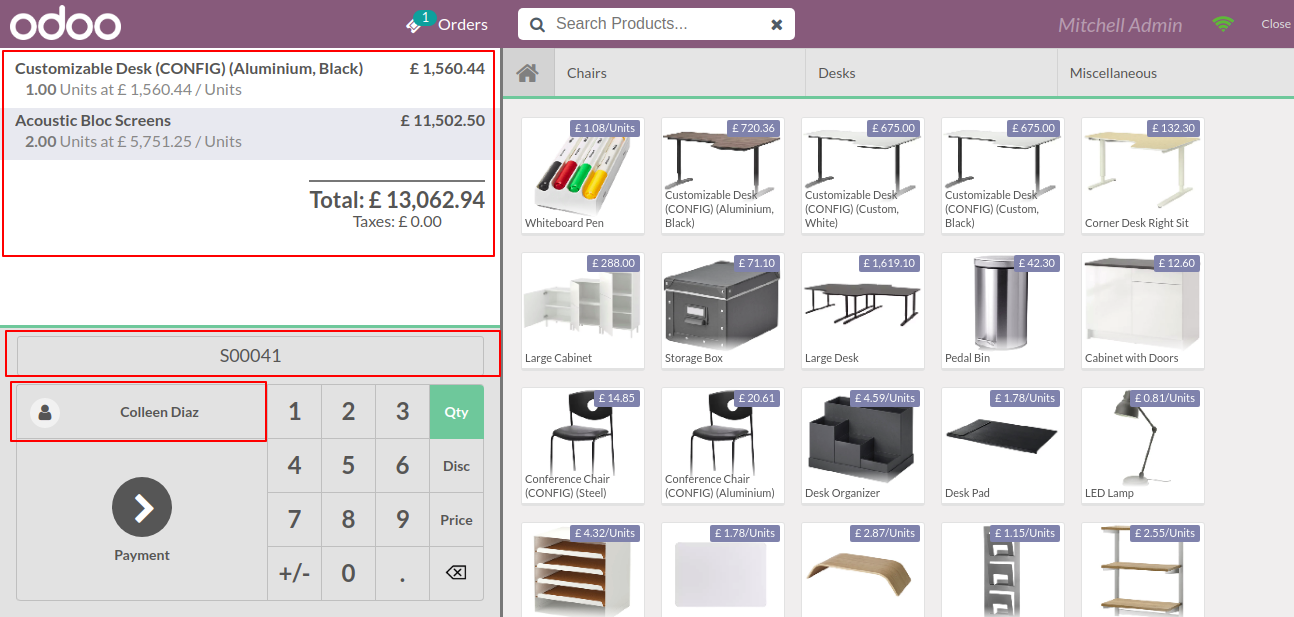 odoo
1
Orders
Search Products...
Mitchell Admin
Close
Customizable Desk (CONFIG) (Aluminium, Black) £ 1,560.44
1.00 Units at £ 1,560.44 / Units
Acoustic Bloc Screens £ 11,502.50
2.00 Units at £ 5,751.25 / Units
Total: £ 13,062.94
Taxes: £ 0.00
S00041
Colleen Diaz
Payment
1 2 3 Qty
4 5 6 Disc
7 8 9 Price
+/- 0 .
Chairs
Desks
Miscellaneous
£ 1.08/Units
Whiteboard Pen
£ 720.36
Customizable Desk
(CONFIG) (Aluminium,
Black)
£ 675.00
Customizable Desk
(CONFIG) (Custom,
White)
£ 675.00
Customizable Desk
(CONFIG) (Custom,
Black)
£ 132.30
Corner Desk Right Sit
£ 288.00
Large Cabinet
£ 71.10
Storage Box
£ 1,619.10
Large Desk
£ 42.30
Pedal Bin
£ 12.60
Cabinet with Doors
£ 14.85
Conference Chair
(CONFIG) (Steel)
£ 20.61
Conference Chair
(CONFIG) (Aluminium)
£ 4.59/Units
Desk Organizer
£ 1.78/Units
Desk Pad
£ 0.81/Units
LED Lamp
£ 4.32/Units
£ 1.78/Units
£ 2.87/Units
£ 1.15/Units
£ 2.55/Units